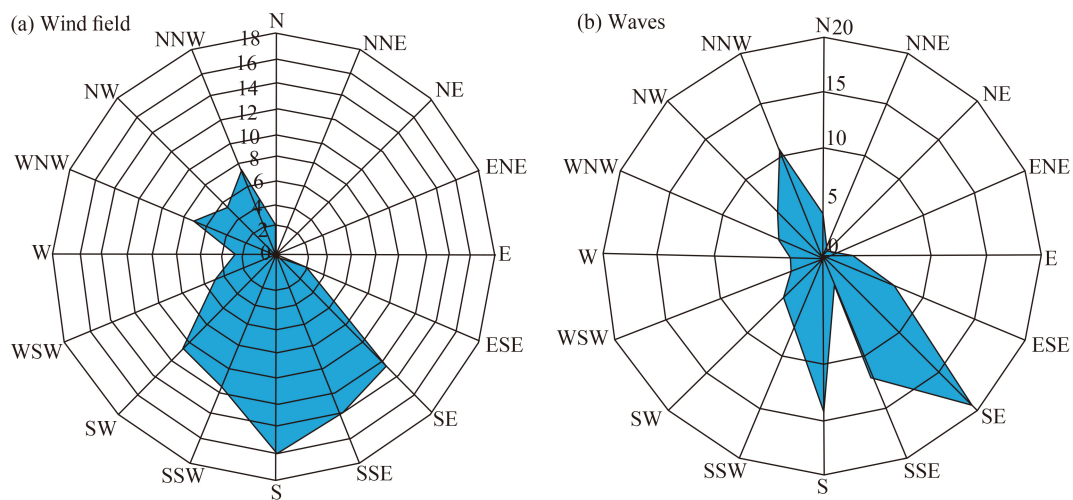 (a) Wind field
N
NNE
NE
ENE
E
ESE
SE
SSE
S
SSW
SW
WSW
W
WNW
NW
NNW
18
16
14
12
10
8
6
4
2
0
(b) Waves
N
NNE
NE
ENE
E
ESE
SE
SSE
S
SSW
SW
WSW
W
WNW
NW
NNW
20
15
10
5
0